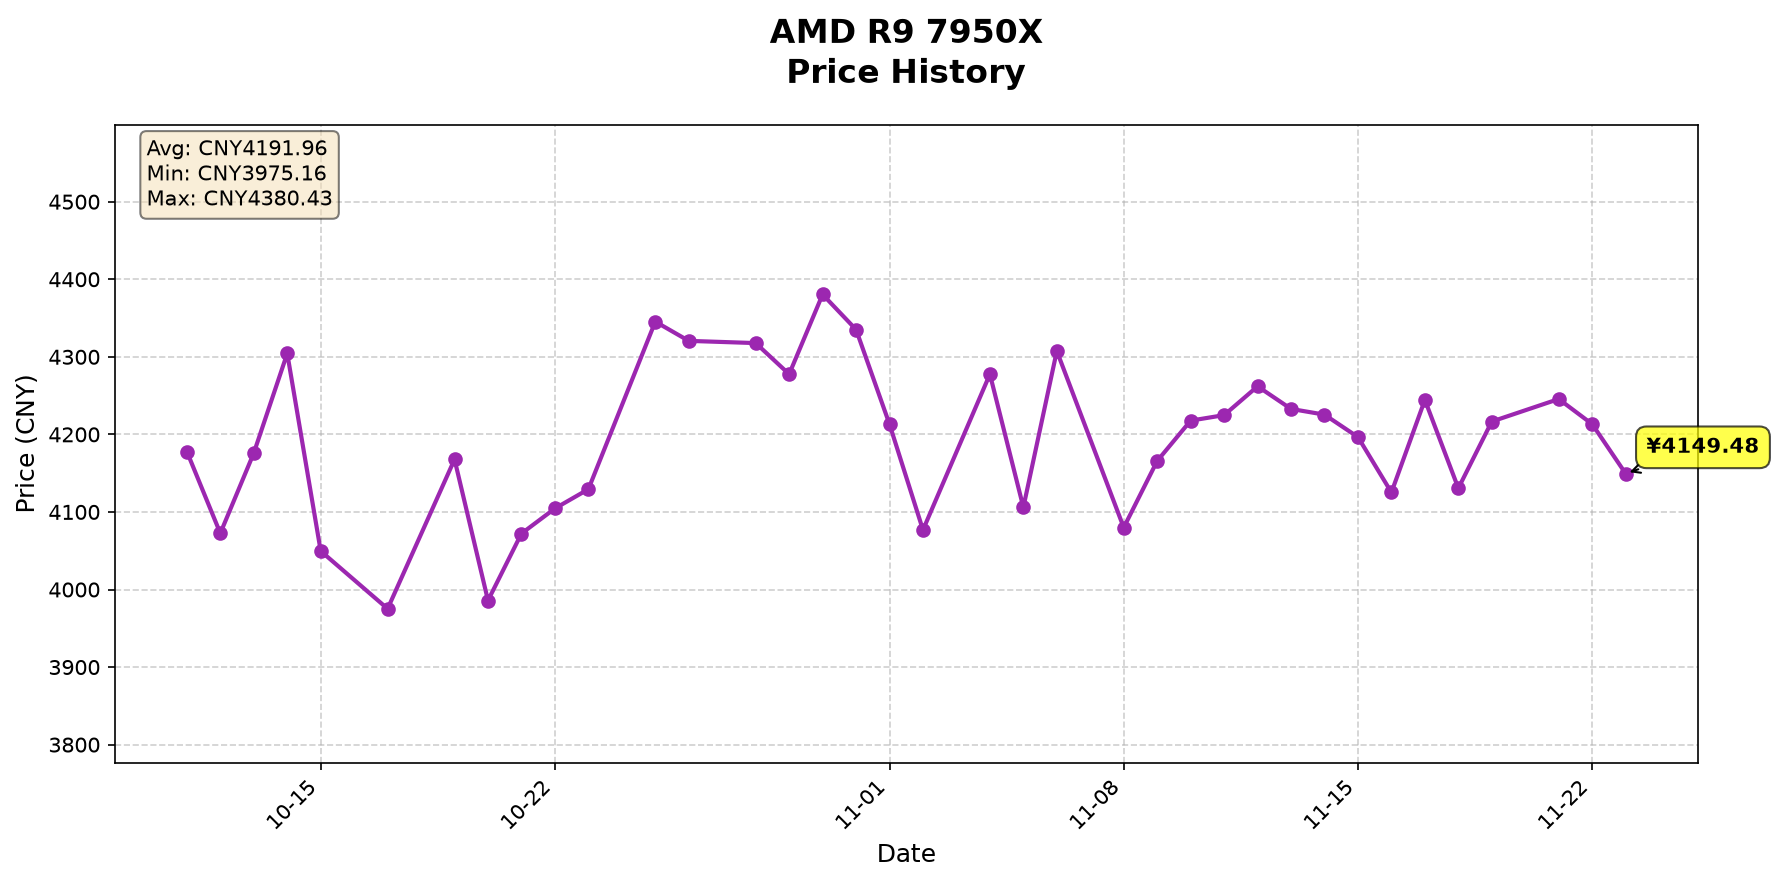 AMD R9 7950X
Price History
Avg: CNY4191.96
Min: CNY3975.16
Max: CNY4380.43
4500
4400
4300
4200
4100
4000
3900
3800
Price (CNY)
¥4149.48
10-15
10-22
11-01
11-08
11-15
11-22
Date